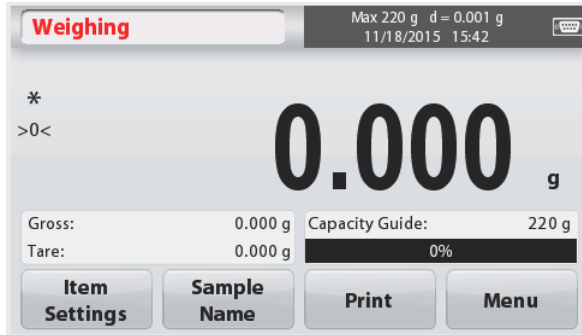 Weighing
Max 220 g d = 0.001 g
11/18/2015 15:42
*
>0<
0.000 g
Gross: 0.000 g
Tare: 0.000 g
Capacity Guide: 220 g
0%
Item Settings
Sample Name
Print
Menu